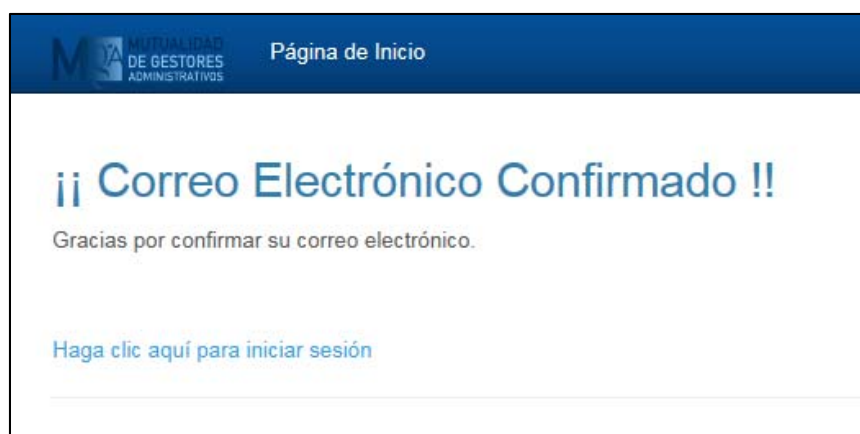 MUTUALIDAD
DE GESTORES
ADMINISTRATIVOS
Página de Inicio
¡¡ Correo Electrónico Confirmado !!
Gracias por confirmar su correo electrónico.
Haga clic aquí para iniciar sesión